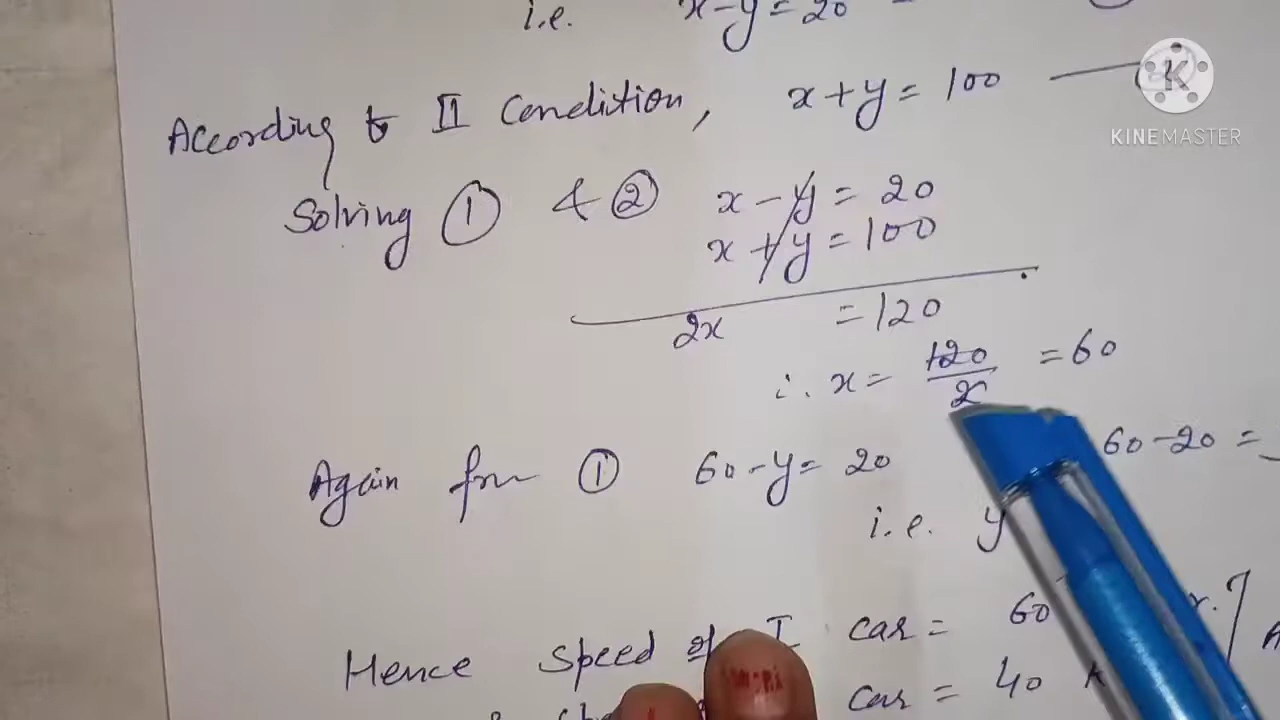 i.e. x-y=20
According to II Condition, x+y=100
K
KINEMASTER
Solving ① & ② x-y=20
x+y=100
2x =120
∴ x= 120/2 =60
Again from ① 60-y=20 60-20=
i.e. y
Hence Speed of I car= 60 r.
car= 40 k